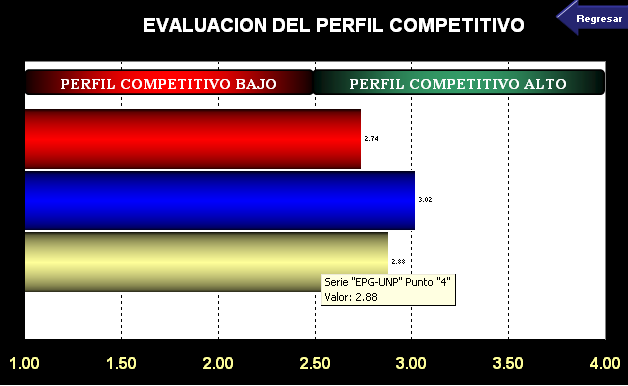 EVALUACION DEL PERFIL COMPETITIVO
Regresar
PERFIL COMPETITIVO BAJO
PERFIL COMPETITIVO ALTO
2.74
3.02
2.88
Serie "EPG-UNP" Punto "4"
Valor: 2.88
1.00 1.50 2.00 2.50 3.00 3.50 4.00